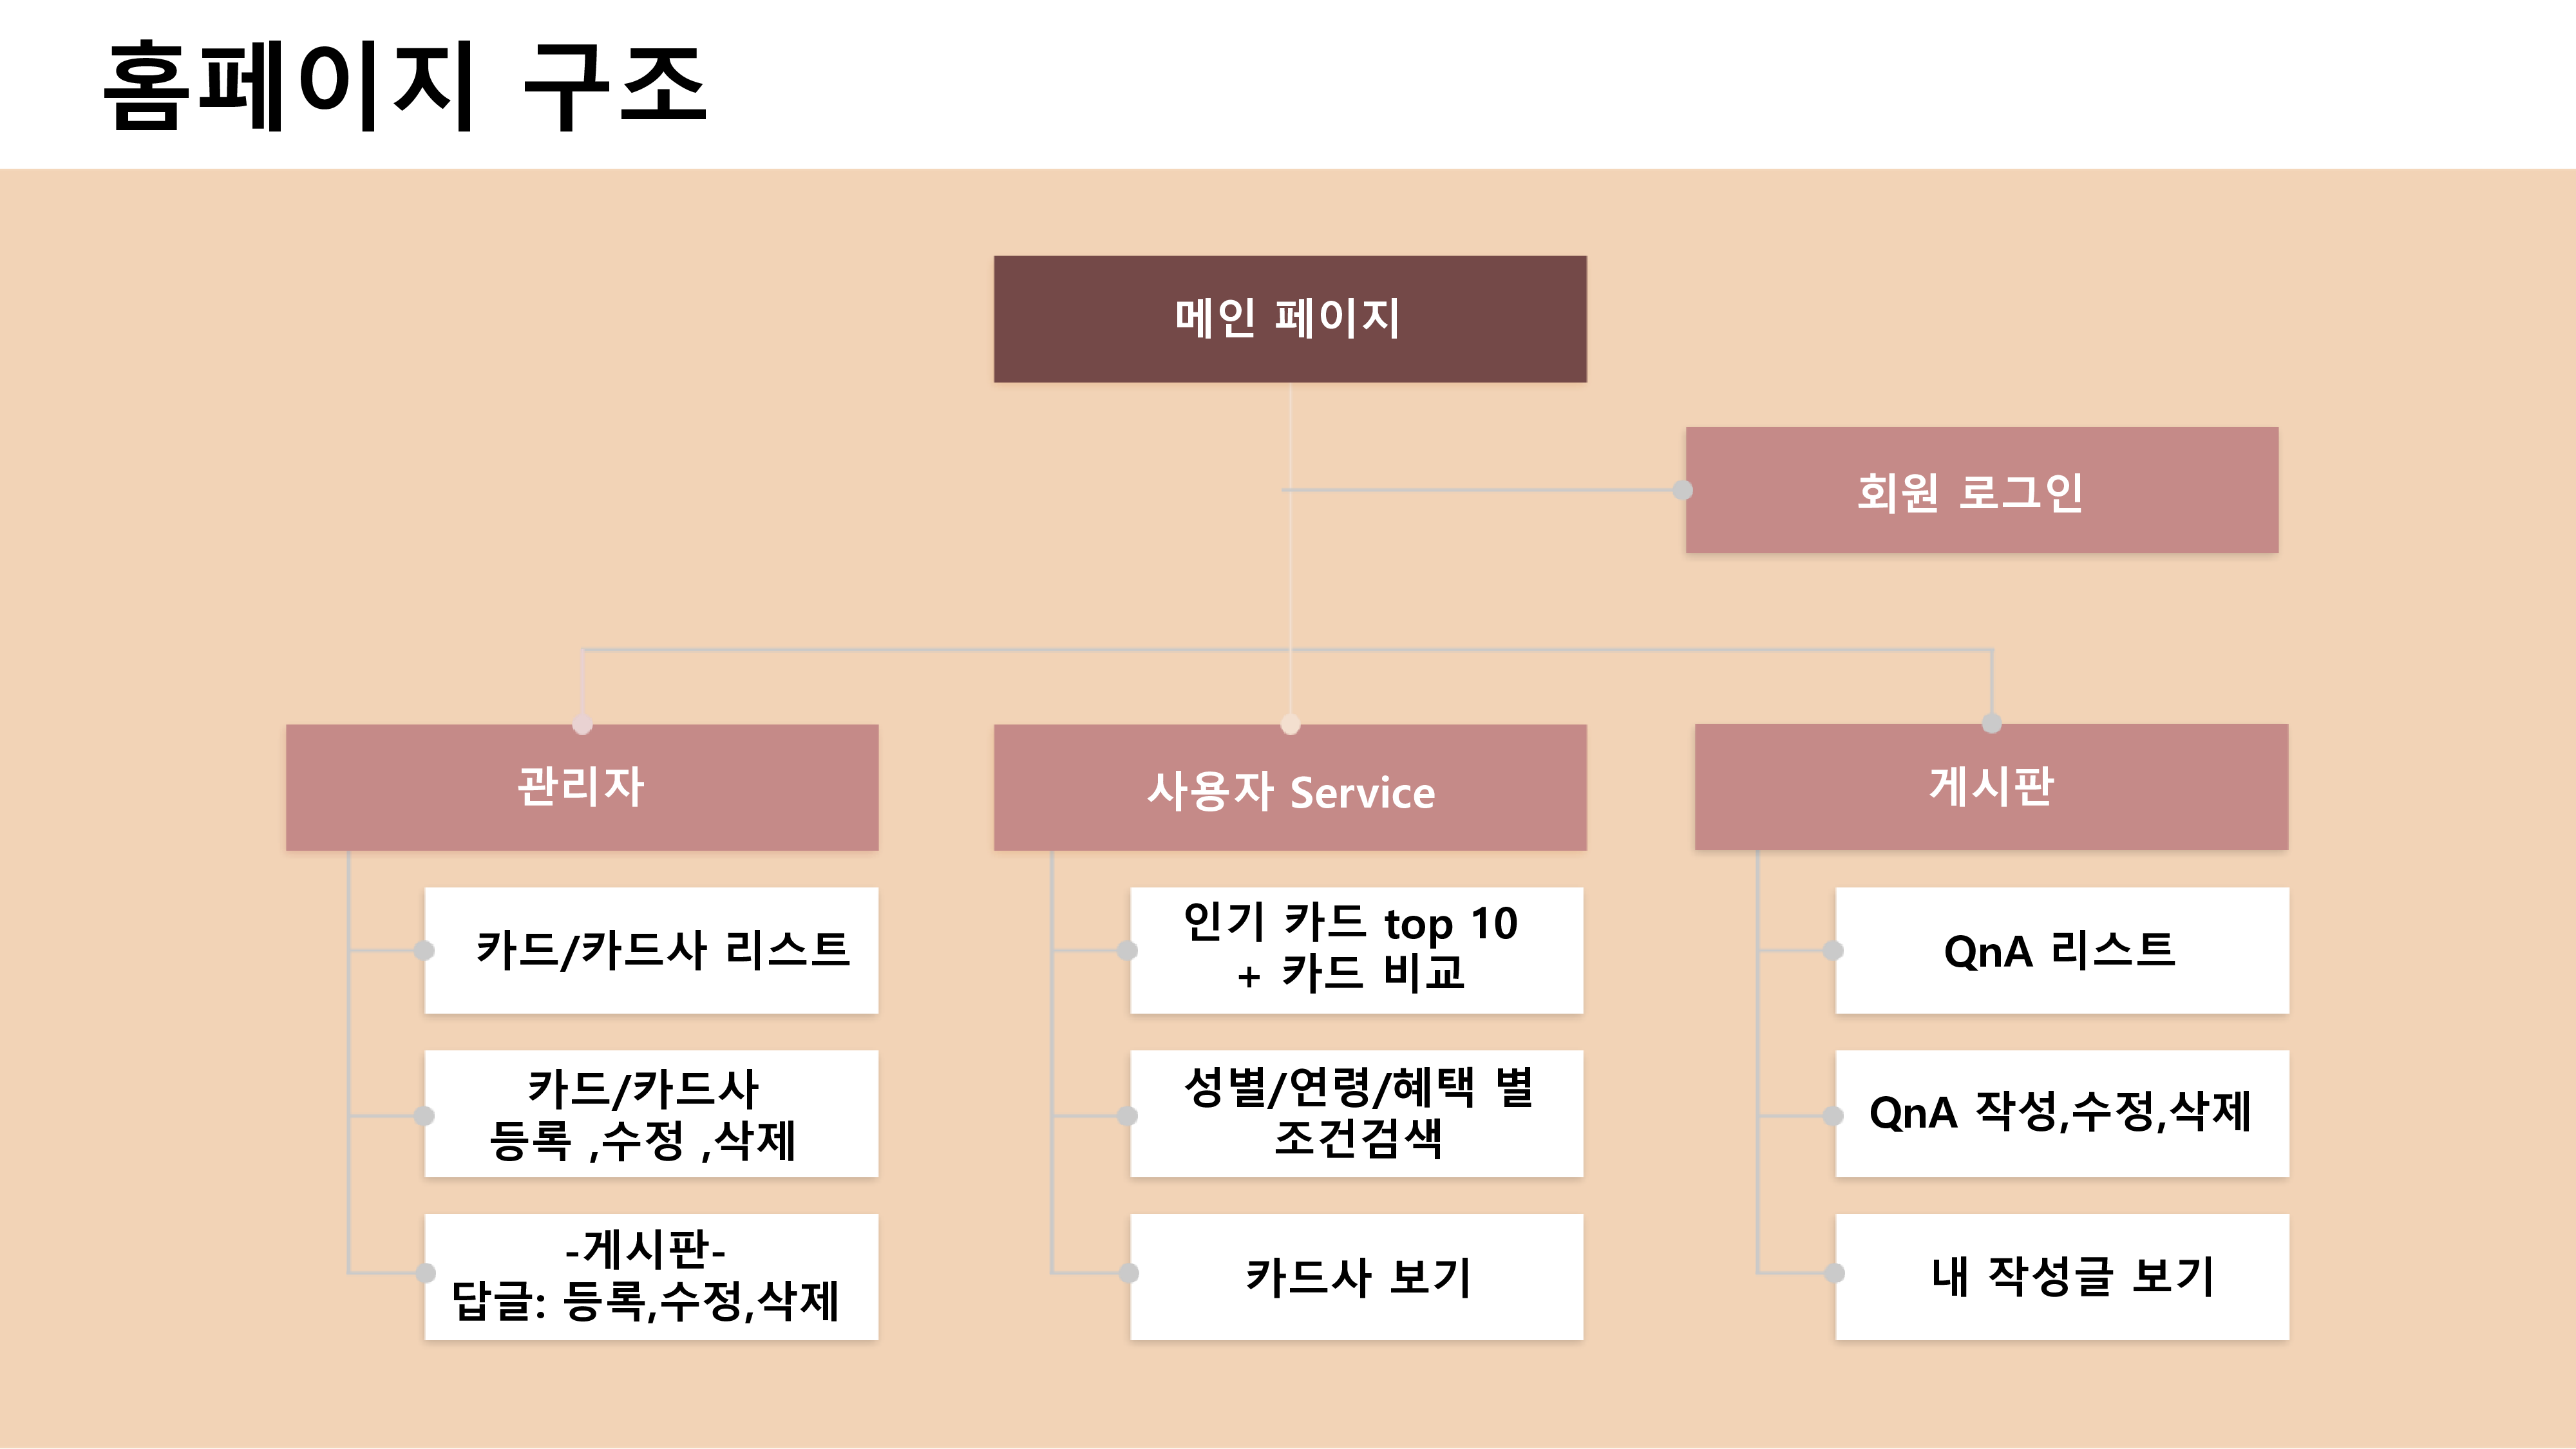 홈페이지 구조
메인 페이지
회원 로그인
관리자
카드/카드사 리스트
카드/카드사
등록 ,수정 ,삭제
-게시판-
답글: 등록,수정,삭제
사용자 Service
인기 카드 top 10
+ 카드 비교
성별/연령/혜택 별
조건검색
카드사 보기
게시판
QnA 리스트
QnA 작성,수정,삭제
내 작성글 보기